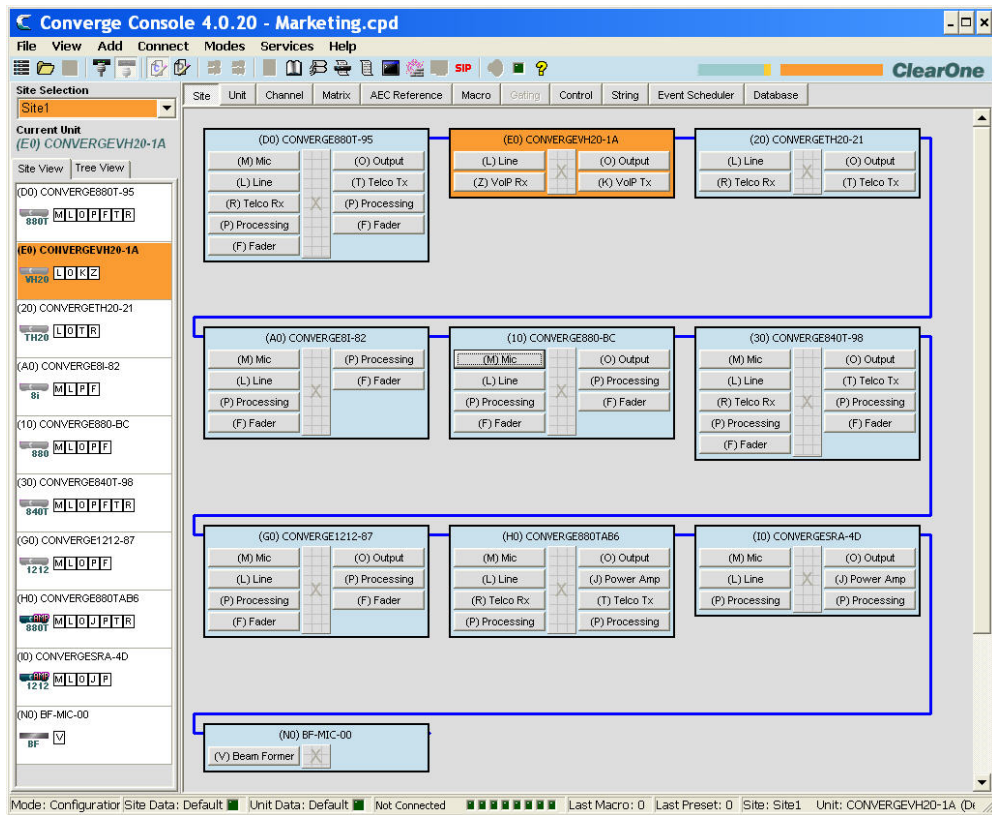 Converge Console 4.0.20 - Marketing.cpd
File View Add Connect Modes Services Help
SIP
ClearOne
Site Selection
Site1
Current Unit
(E0) CONVERGEVH20-1A
Site View Tree View
Site Unit Channel Matrix AEC Reference Macro Gating Control String Event Scheduler Database
(D0) CONVERGE880T-95
880T M L O P F T R
(E0) CONVERGEVH20-1A
VH20 L O K Z
(20) CONVERGETH20-21
TH20 L O T R
(A0) CONVERGE8I-82
8i M L P F
(10) CONVERGE880-BC
880 M L O P F
(30) CONVERGE840T-98
840T M L O P F T R
(G0) CONVERGE1212-87
1212 M L O P F
(H0) CONVERGE880TAB6
AMP
880T M L O J P T R
(I0) CONVERGESRA-4D
AMP
1212 M L O J P
(N0) BF-MIC-00
BF V
(D0) CONVERGE880T-95
(M) Mic (O) Output
(L) Line (T) Telco Tx
(R) Telco Rx X (P) Processing
(P) Processing (F) Fader
(F) Fader
(E0) CONVERGEVH20-1A
(L) Line X (O) Output
(Z) VoIP Rx (K) VoIP Tx
(20) CONVERGETH20-21
(L) Line X (O) Output
(R) Telco Rx (T) Telco Tx
(A0) CONVERGE8I-82
(M) Mic (P) Processing
(L) Line X (F) Fader
(P) Processing
(F) Fader
(10) CONVERGE880-BC
(M) Mic (O) Output
(L) Line X (P) Processing
(P) Processing (F) Fader
(F) Fader
(30) CONVERGE840T-98
(M) Mic (O) Output
(L) Line (T) Telco Tx
(R) Telco Rx X (P) Processing
(P) Processing (F) Fader
(F) Fader
(G0) CONVERGE1212-87
(M) Mic (O) Output
(L) Line X (P) Processing
(P) Processing (F) Fader
(F) Fader
(H0) CONVERGE880TAB6
(M) Mic (O) Output
(L) Line X (J) Power Amp
(R) Telco Rx (T) Telco Tx
(P) Processing (P) Processing
(I0) CONVERGESRA-4D
(M) Mic (O) Output
(L) Line X (J) Power Amp
(P) Processing (P) Processing
(N0) BF-MIC-00
(V) Beam Former X
Mode: Configuration Site Data: Default Unit Data: Default Not Connected Last Macro: 0 Last Preset: 0 Site: Site1 Unit: CONVERGEVH20-1A (De